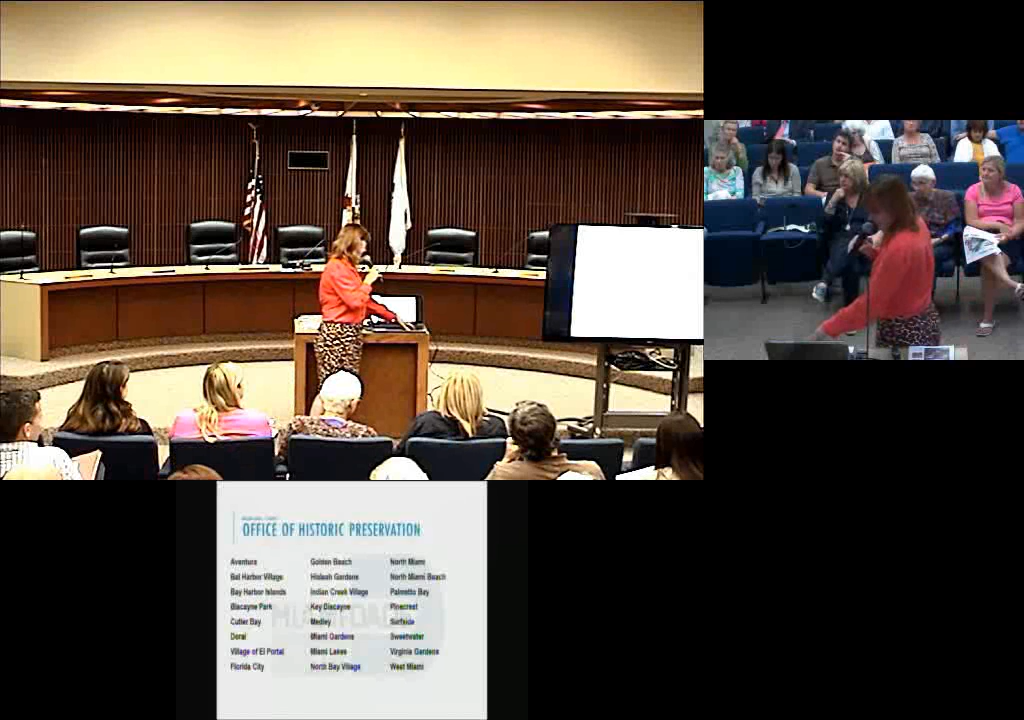 OFFICE OF HISTORIC PRESERVATION
Aventura Golden Beach North Miami
Bal Harbor Village Hialeah Gardens North Miami Beach
Bay Harbor Islands Indian Creek Village Palmetto Bay
Biscayne Park Key Biscayne Pinecrest
Cutler Bay Medley Surfside
Doral Miami Gardens Sweetwater
Village of El Portal Miami Lakes Virginia Gardens
Florida City North Bay Village West Miami